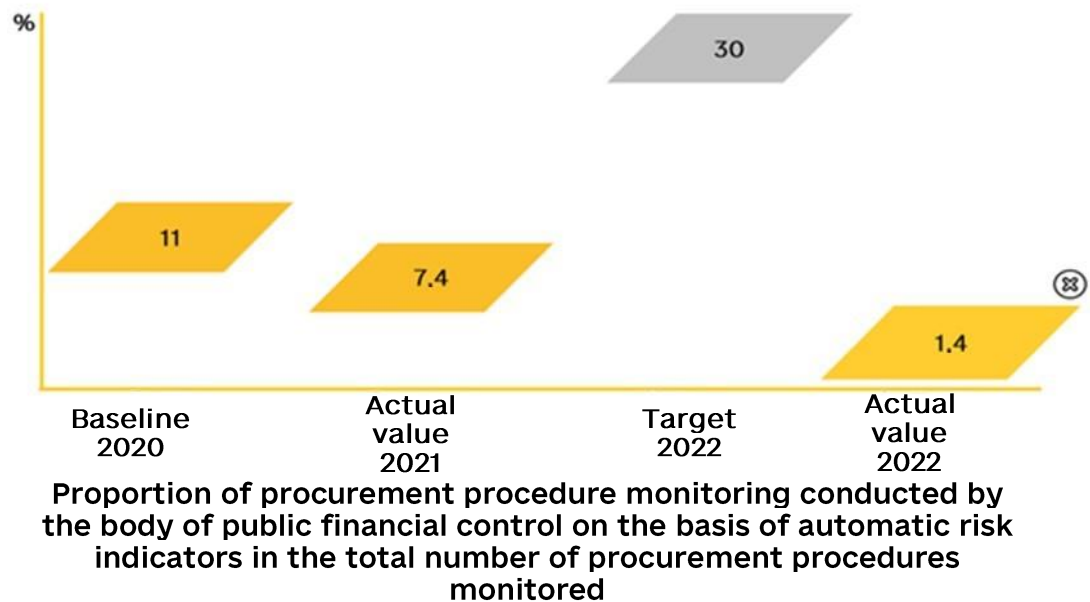 %
30
11
7.4
1.4
Baseline
2020
Actual
value
2021
Target
2022
Actual
value
2022
Proportion of procurement procedure monitoring conducted by
the body of public financial control on the basis of automatic risk
indicators in the total number of procurement procedures
monitored